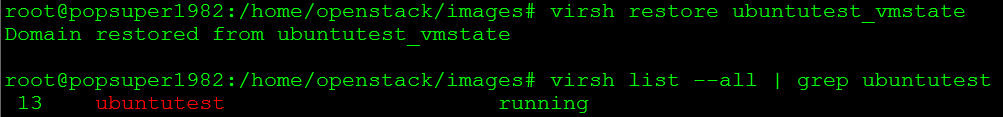 root@popsuper1982:/home/openstack/images# virsh restore ubuntutest_vmstate
Domain restored from ubuntutest_vmstate
root@popsuper1982:/home/openstack/images# virsh list --all | grep ubuntutest
13 ubuntutest running